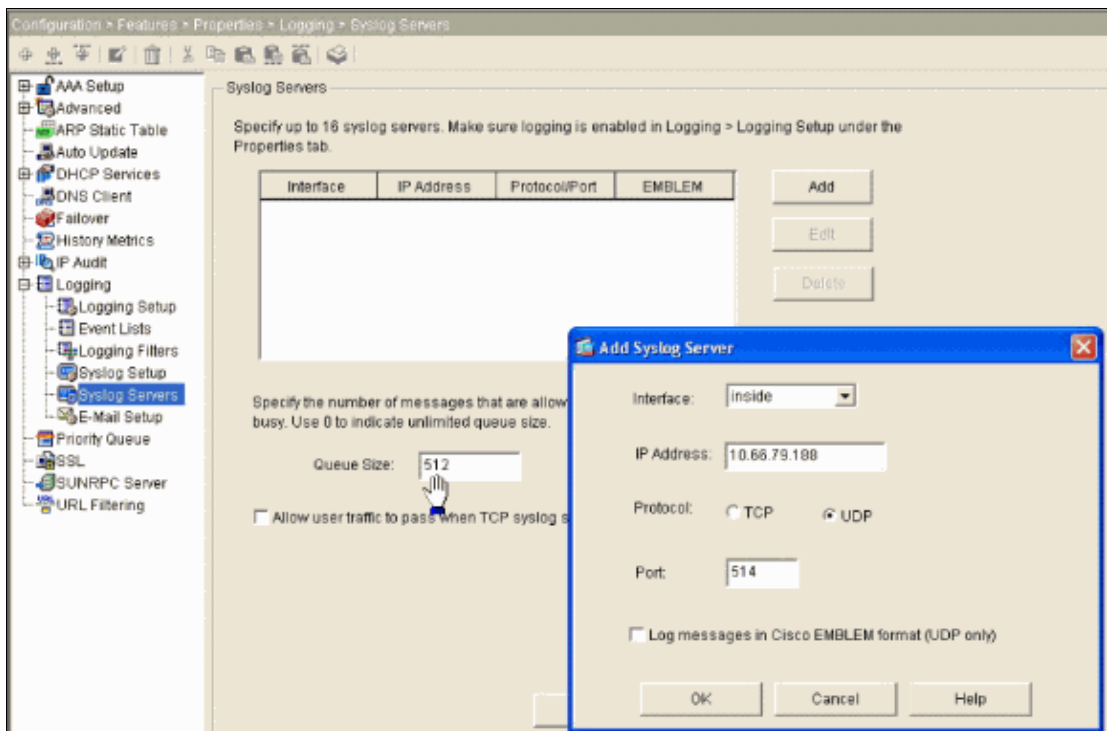 Configuration > Features > Properties > Logging > Syslog Servers
AAA Setup
Advanced
ARP Static Table
Auto Update
DHCP Services
DNS Client
Failover
History Metrics
IP Audit
Logging
Logging Setup
Event Lists
Logging Filters
Syslog Setup
Syslog Servers
E-Mail Setup
Priority Queue
SSL
SUNRPC Server
URL Filtering
Syslog Servers
Specify up to 16 syslog servers. Make sure logging is enabled in Logging > Logging Setup under the
Properties tab.
Interface IP Address Protocol/Port EMBLEM
Add
Edit
Delete
Specify the number of messages that are allow
busy. Use 0 to indicate unlimited queue size.
Queue Size: 512
Allow user traffic to pass when TCP syslog s
Add Syslog Server
Interface: inside
IP Address: 10.66.79.188
Protocol: TCP UDP
Port: 514
Log messages in Cisco EMBLEM format (UDP only)
OK Cancel Help